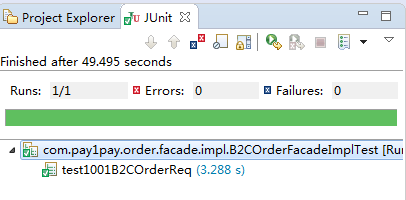 Project Explorer JUnit
Finished after 49.495 seconds
Runs: 1/1 Errors: 0 Failures: 0
com.pay1pay.order.facade.impl.B2COrderFacadeImplTest [Ru
test1001B2COrderReq (3.288 s)